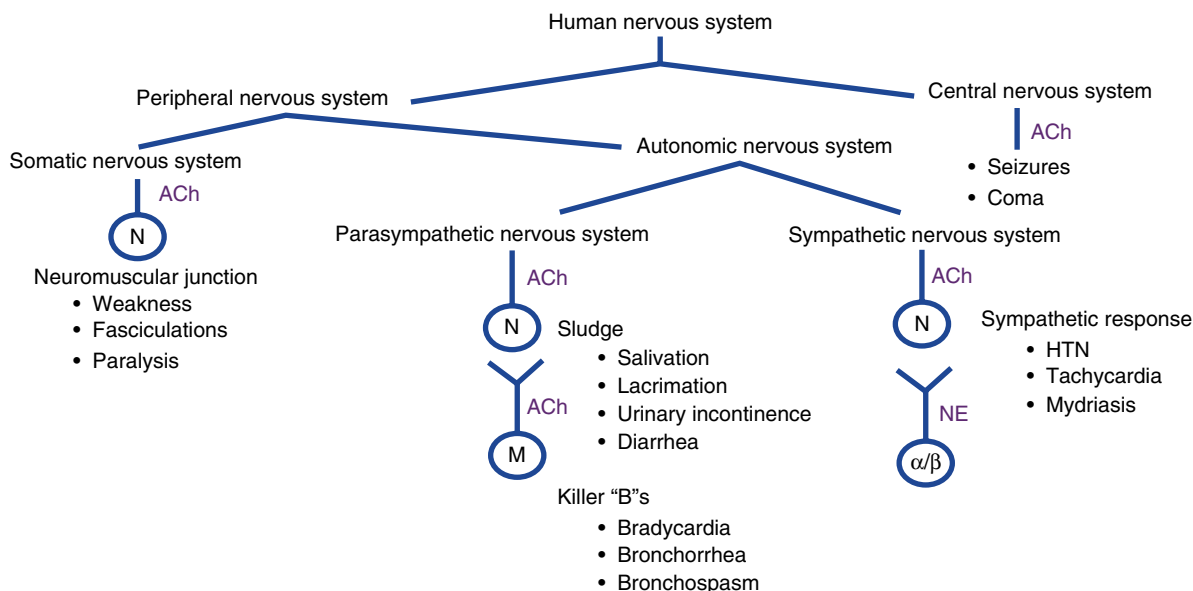 Human nervous system
Peripheral nervous system
Central nervous system
ACh
• Seizures
• Coma
Somatic nervous system
ACh
N
Neuromuscular junction
• Weakness
• Fasciculations
• Paralysis
Autonomic nervous system
Parasympathetic nervous system
ACh
N
Sludge
• Salivation
• Lacrimation
• Urinary incontinence
• Diarrhea
ACh
M
Killer “B”s
• Bradycardia
• Bronchorrhea
• Bronchospasm
Sympathetic nervous system
ACh
N
Sympathetic response
• HTN
• Tachycardia
• Mydriasis
NE
α/β